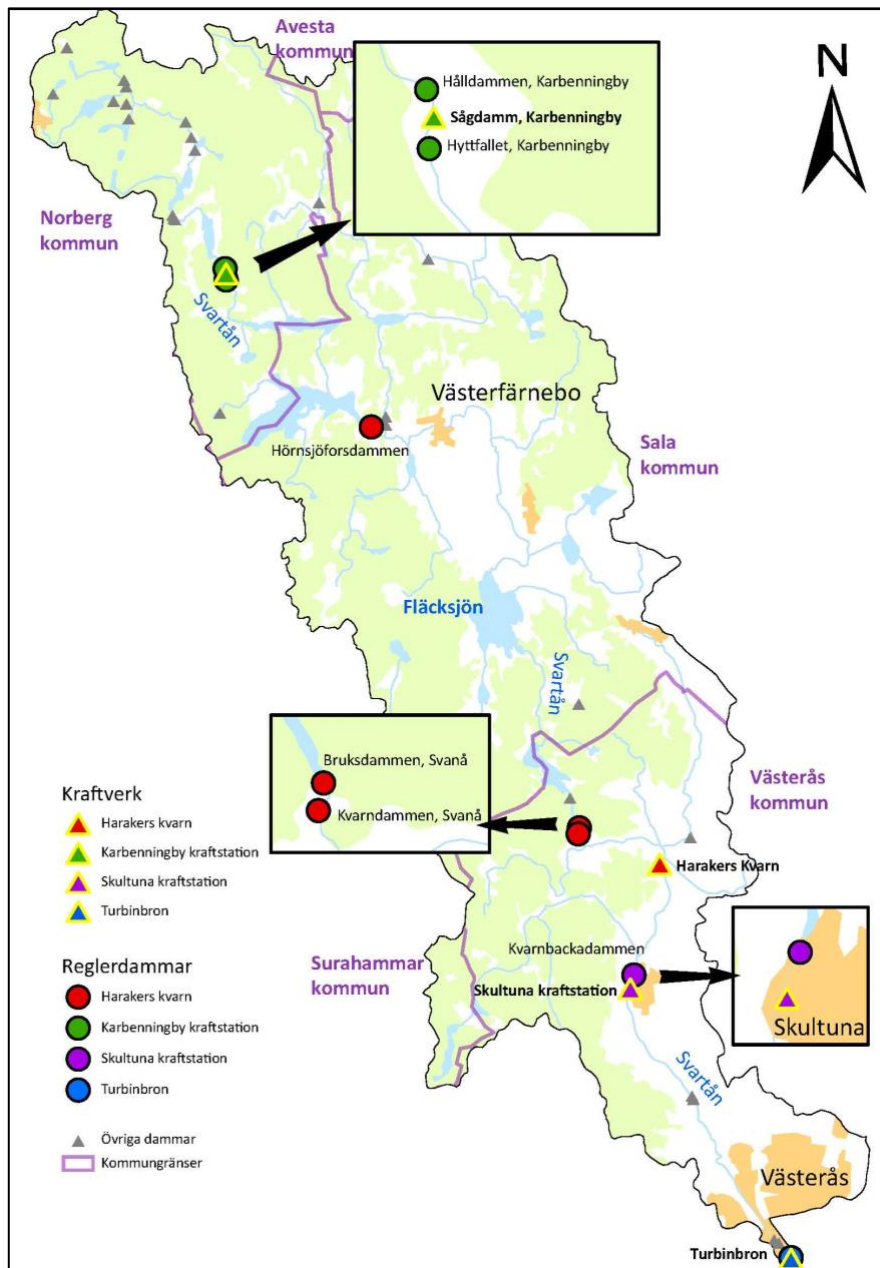 Avesta
kommun
N
Hålldammen, Karbenningby
Sågdamm, Karbenningby
Hyttfallet, Karbenningby
Norberg
kommun
Svartån
Västerfärnebo
Hörnsjöforsdammen
Sala
kommun
Fläcksjön
Svartån
Bruksdammen, Svanå
Kvarndammen, Svanå
Västerås
kommun
Kraftverk
Harakers kvarn
Karbenningby kraftstation
Skultuna kraftstation
Turbinbron
Harakers Kvarn
Kvarnbackadammen
Skultuna kraftstation
Surahammar
kommun
Skultuna
Reglerdammar
Harakers kvarn
Karbenningby kraftstation
Skultuna kraftstation
Turbinbron
Övriga dammar
Kommungränser
Svartån
Västerås
Turbinbron